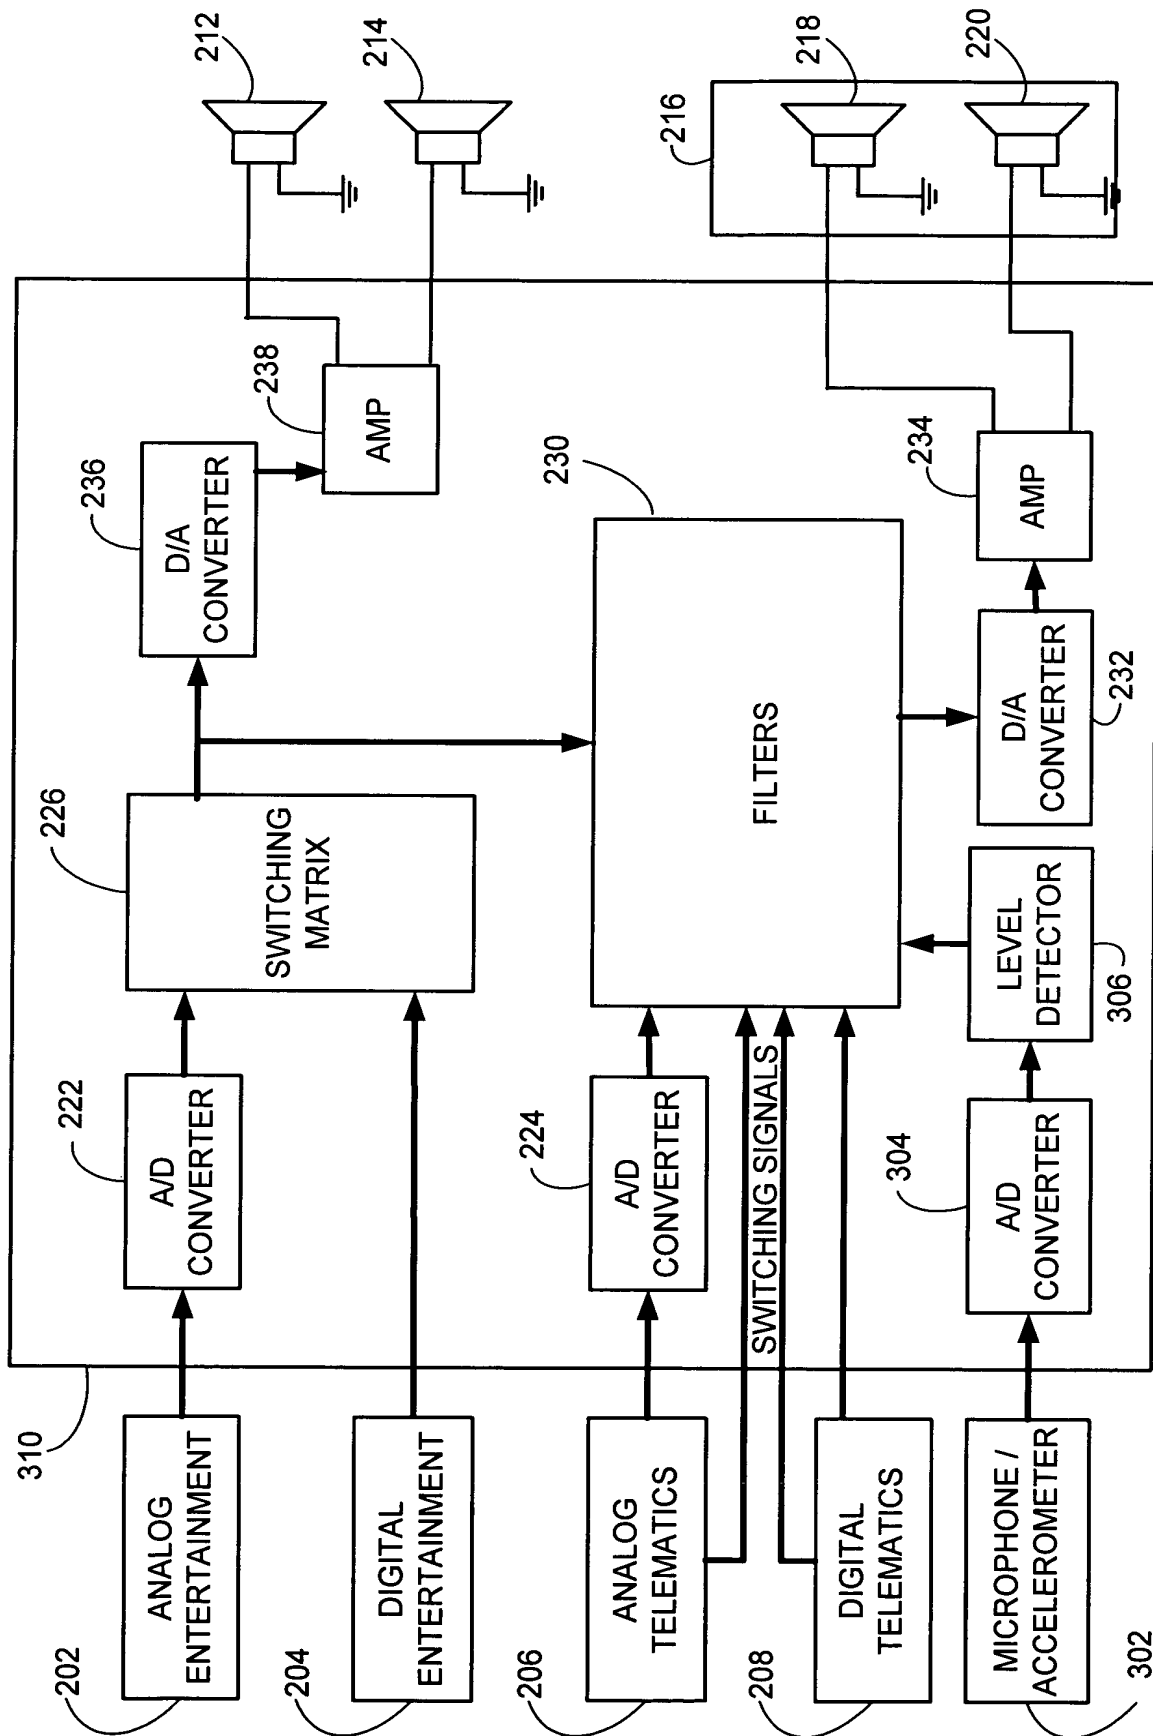 310
202
ANALOG
ENTERTAINMENT
222
A/D
CONVERTER
226
SWITCHING
MATRIX
236
D/A
CONVERTER
238
AMP
212
214
204
DIGITAL
ENTERTAINMENT
206
ANALOG
TELEMATICS
224
A/D
CONVERTER
SWITCHING SIGNALS
230
FILTERS
216
218
220
208
DIGITAL
TELEMATICS
302
MICROPHONE /
ACCELEROMETER
304
A/D
CONVERTER
306
LEVEL
DETECTOR
232
D/A
CONVERTER
234
AMP